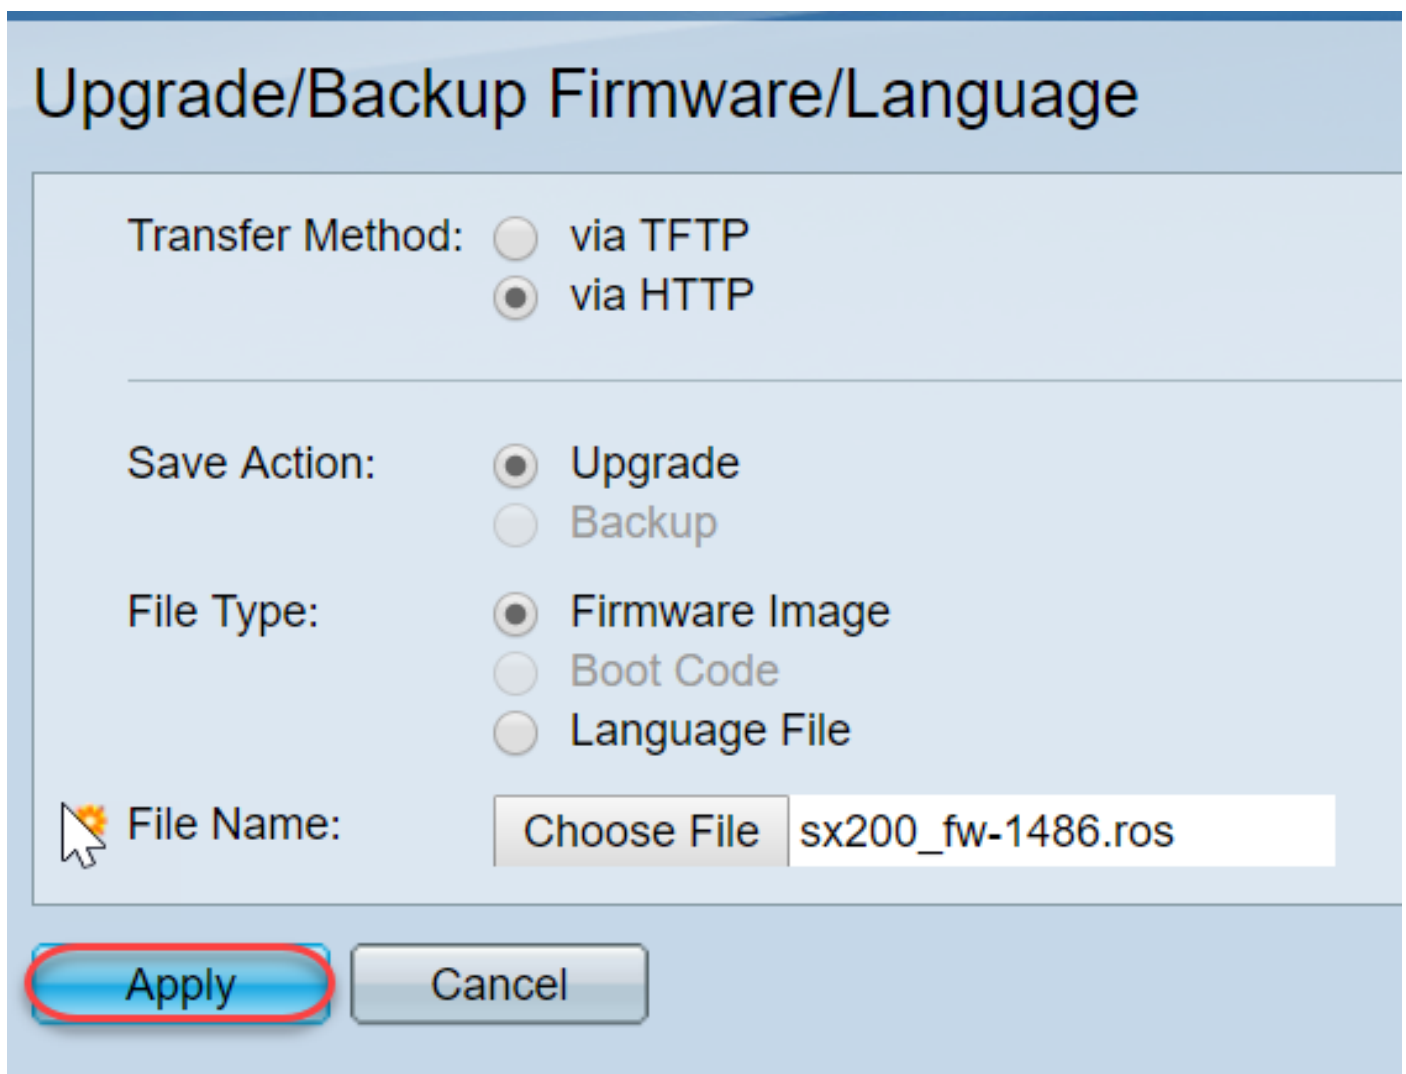 Upgrade/Backup Firmware/Language
Transfer Method: via TFTP
via HTTP
Save Action: Upgrade
Backup
File Type: Firmware Image
Boot Code
Language File
File Name: Choose File sx200_fw-1486.ros
Apply Cancel